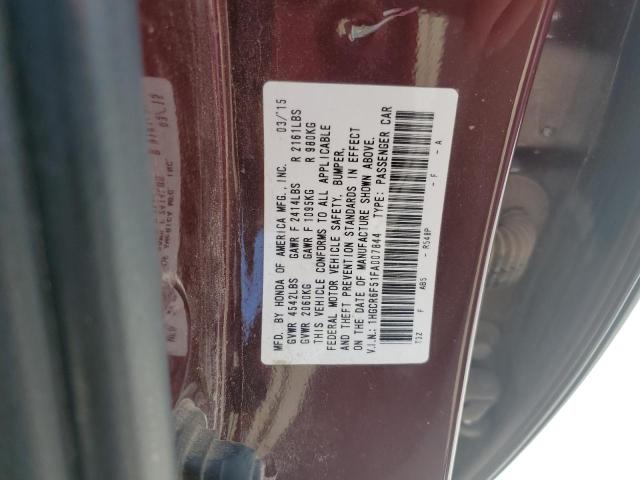 MFD. BY HONDA OF AMERICA MFG., INC. 03/'15
GVWR 4542LBS GAWR F 2414LBS R 2161LBS
GVWR 2060KG GAWR F 1095KG R 980KG
THIS VEHICLE CONFORMS TO ALL APPLICABLE
FEDERAL MOTOR VEHICLE SAFETY, BUMPER,
AND THEFT PREVENTION STANDARDS IN EFFECT
ON THE DATE OF MANUFACTURE SHOWN ABOVE.
V.I.N.:1HGCR6F51FA007844 TYPE: PASSENGER CAR
F AB5 - R548P - F - A